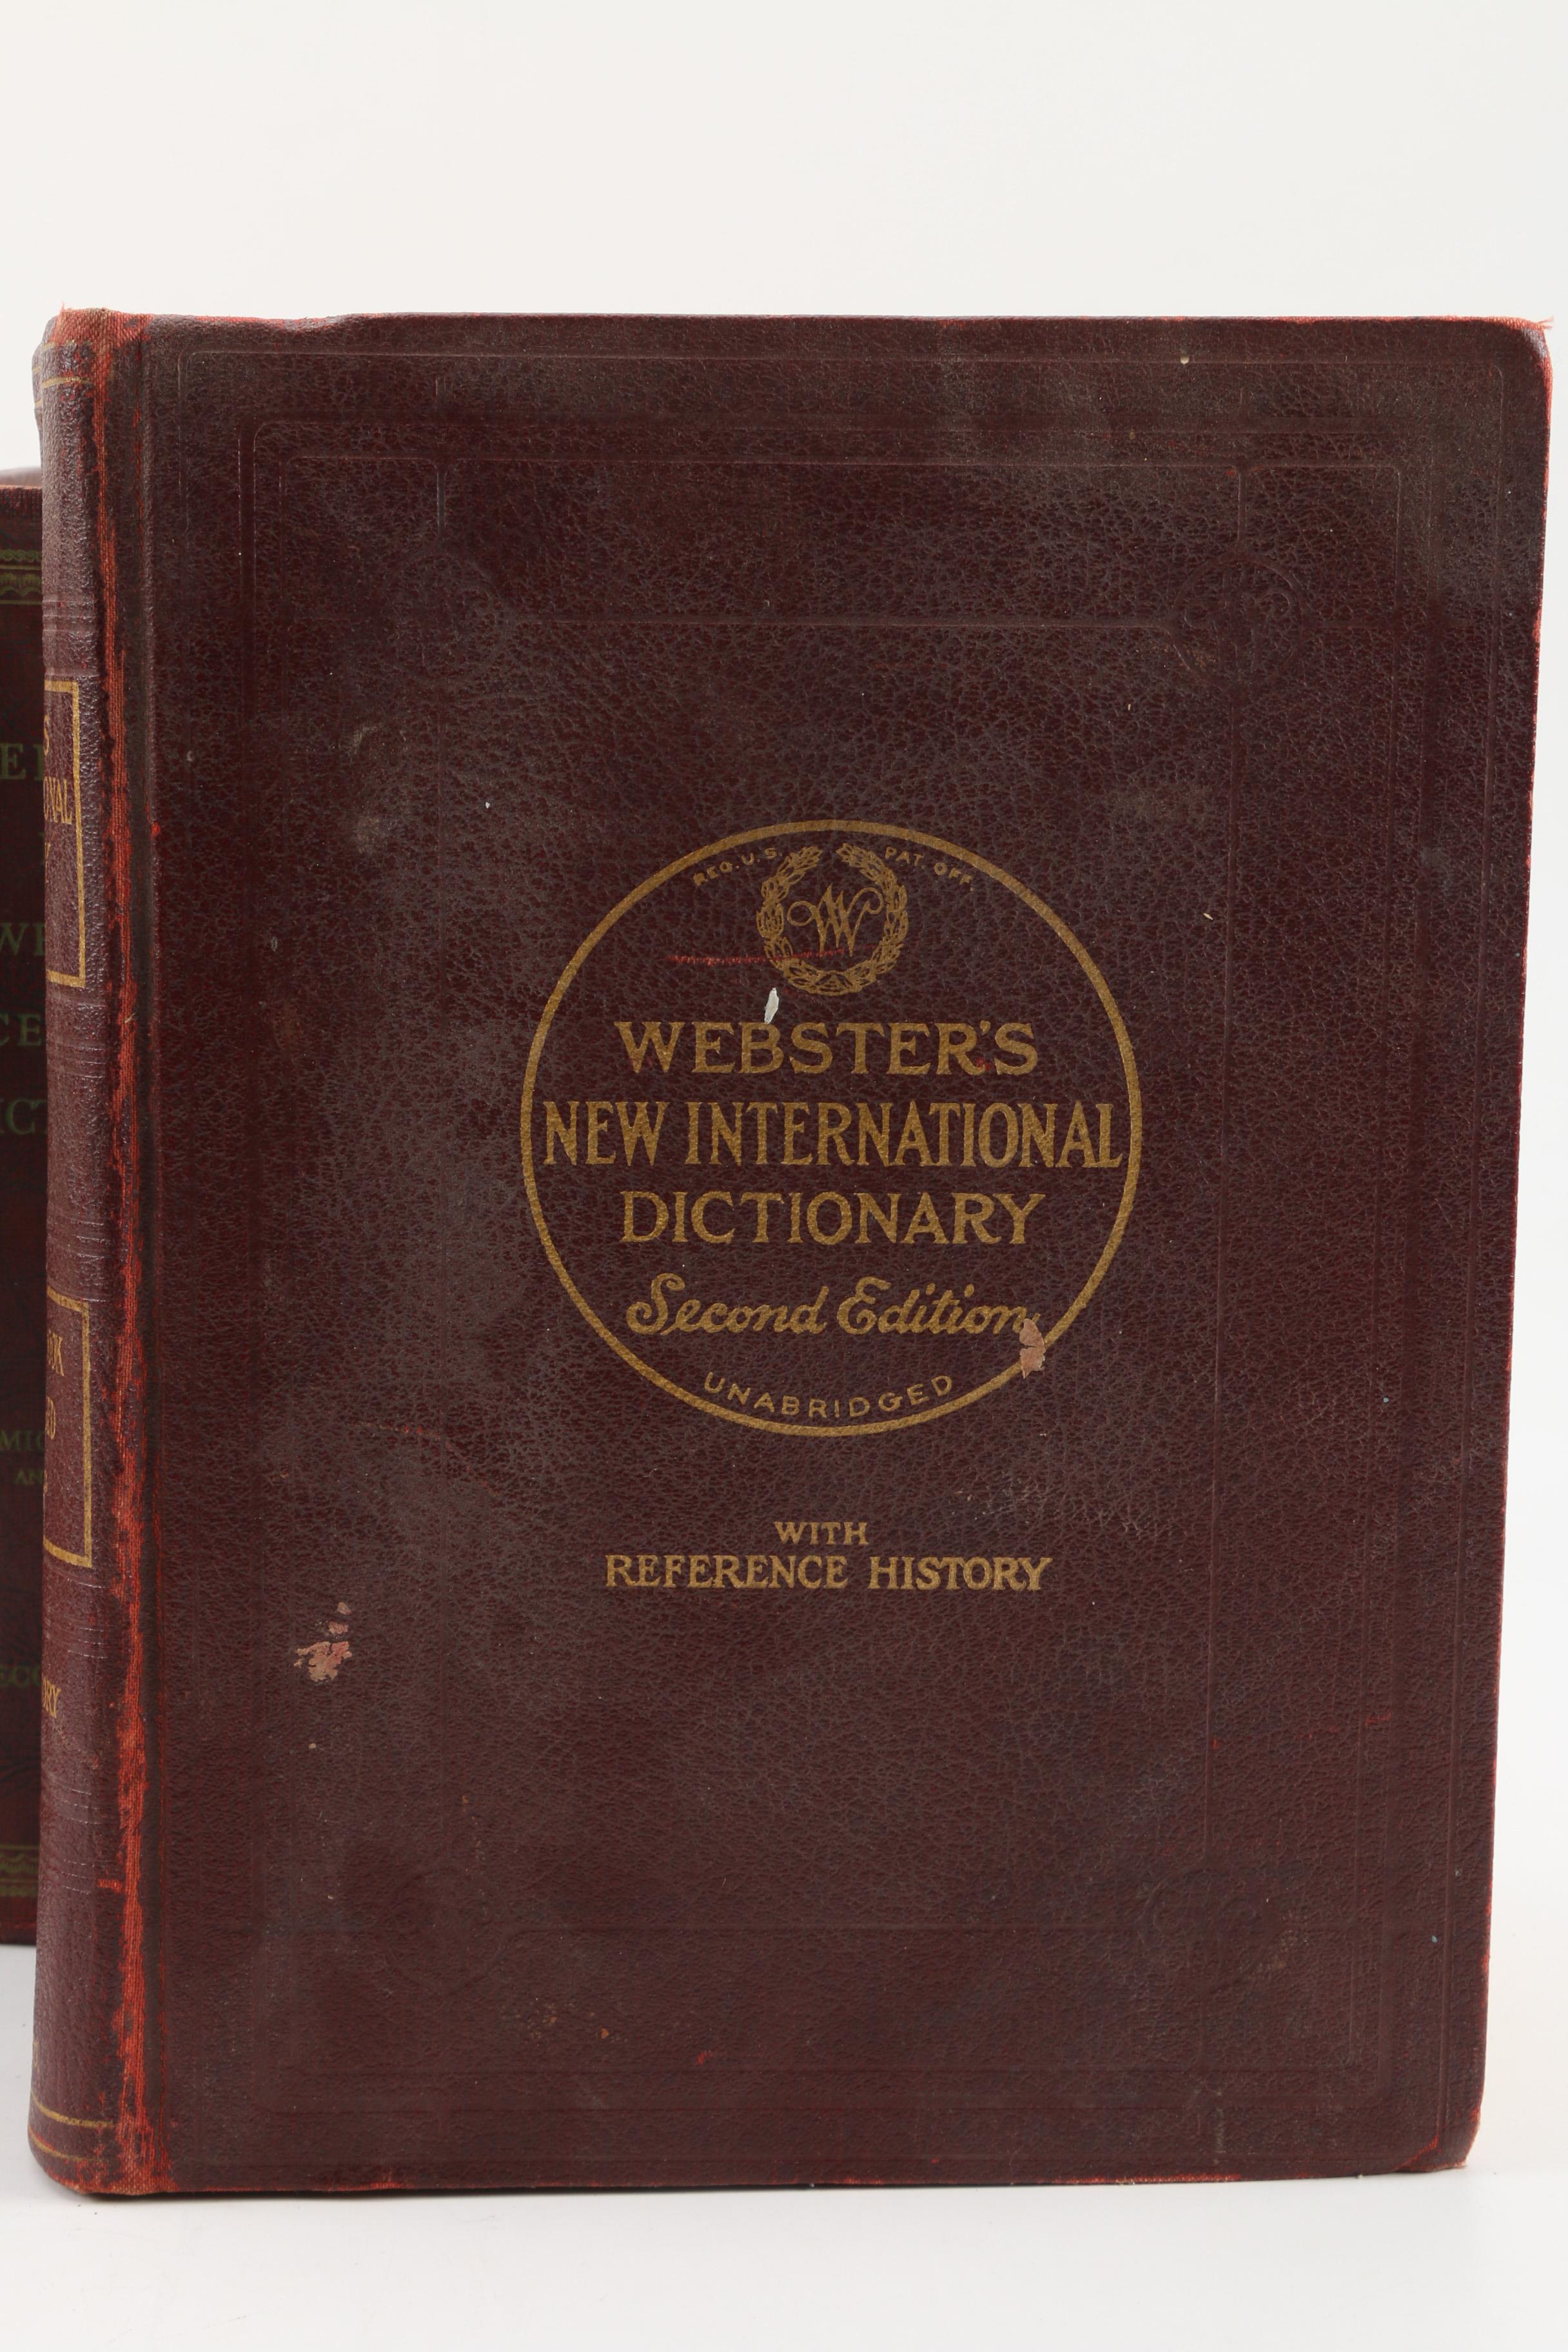 REG. U.S. PAT. OFF.
W
WEBSTER'S
NEW INTERNATIONAL
DICTIONARY
Second Edition
UNABRIDGED
WITH
REFERENCE HISTORY